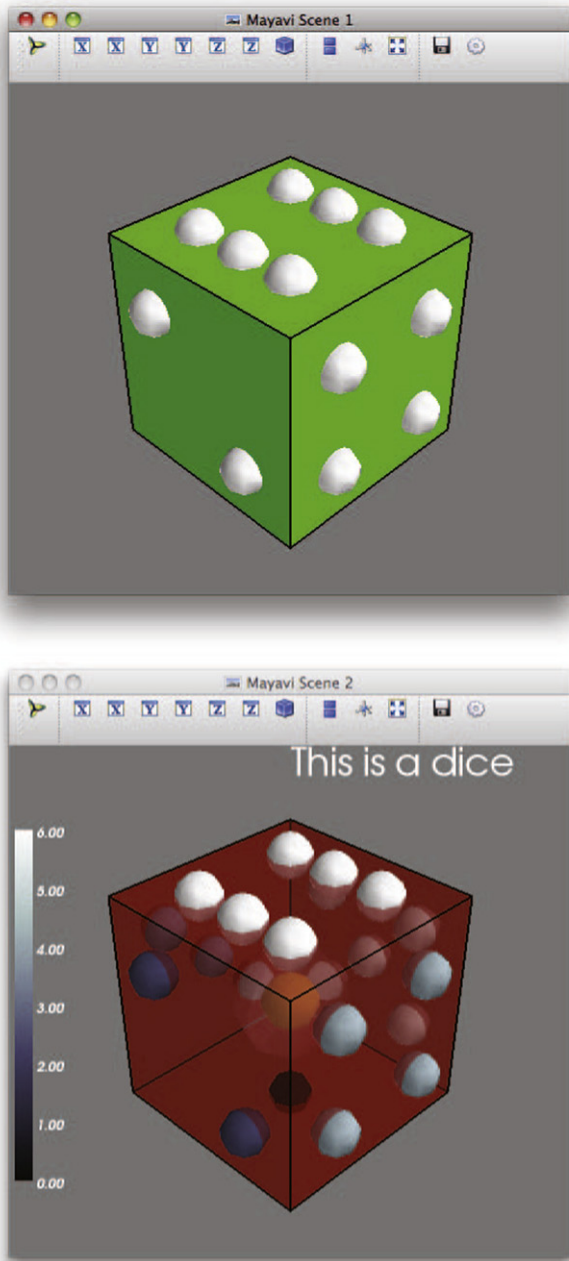 Mayavi Scene 1
X X Y Y Z Z
Mayavi Scene 2
X X Y Y Z Z
This is a dice
6.00
5.00
4.00
3.00
2.00
1.00
0.00